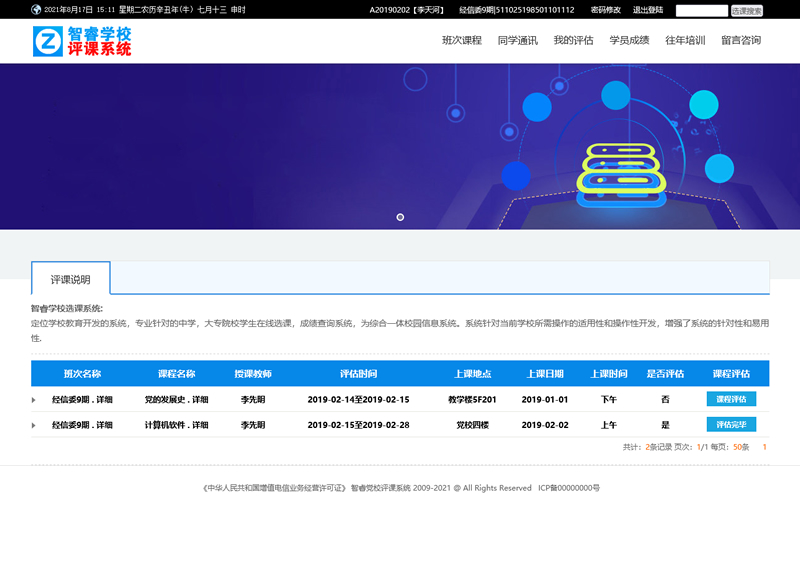 2021年8月17日 15:11 星期二农历辛丑年(牛) 七月十三 申时 A20190202【李天河】 经信委9期|511025198501101112 密码修改 退出登陆 选课搜索
智睿学校
评课系统
班次课程 同学通讯 我的评估 学员成绩 往年培训 留言咨询
评课说明
智睿学校选课系统:
定位学校教育开发的系统，专业针对的中学，大专院校学生在线选课，成绩查询系统，为综合一体校园信息系统。系统针对当前学校所需操作的适用性和操作性开发，增强了系统的针对性和易用
性.
班次名称 课程名称 授课教师 评估时间 上课地点 上课日期 上课时间 是否评估 课程评估
经信委9期 . 详细 党的发展史 . 详细 李先明 2019-02-14至2019-02-15 教学楼5F201 2019-01-01 下午 否 课程评估
经信委9期 . 详细 计算机软件 . 详细 李先明 2019-02-15至2019-02-28 党校四楼 2019-02-02 上午 是 评估完毕
共计：2条记录 页次：1/1 每页：50条 1
《中华人民共和国增值电信业务经营许可证》 智睿党校评课系统 2009-2021 @ All Rights Reserved ICP备00000000号